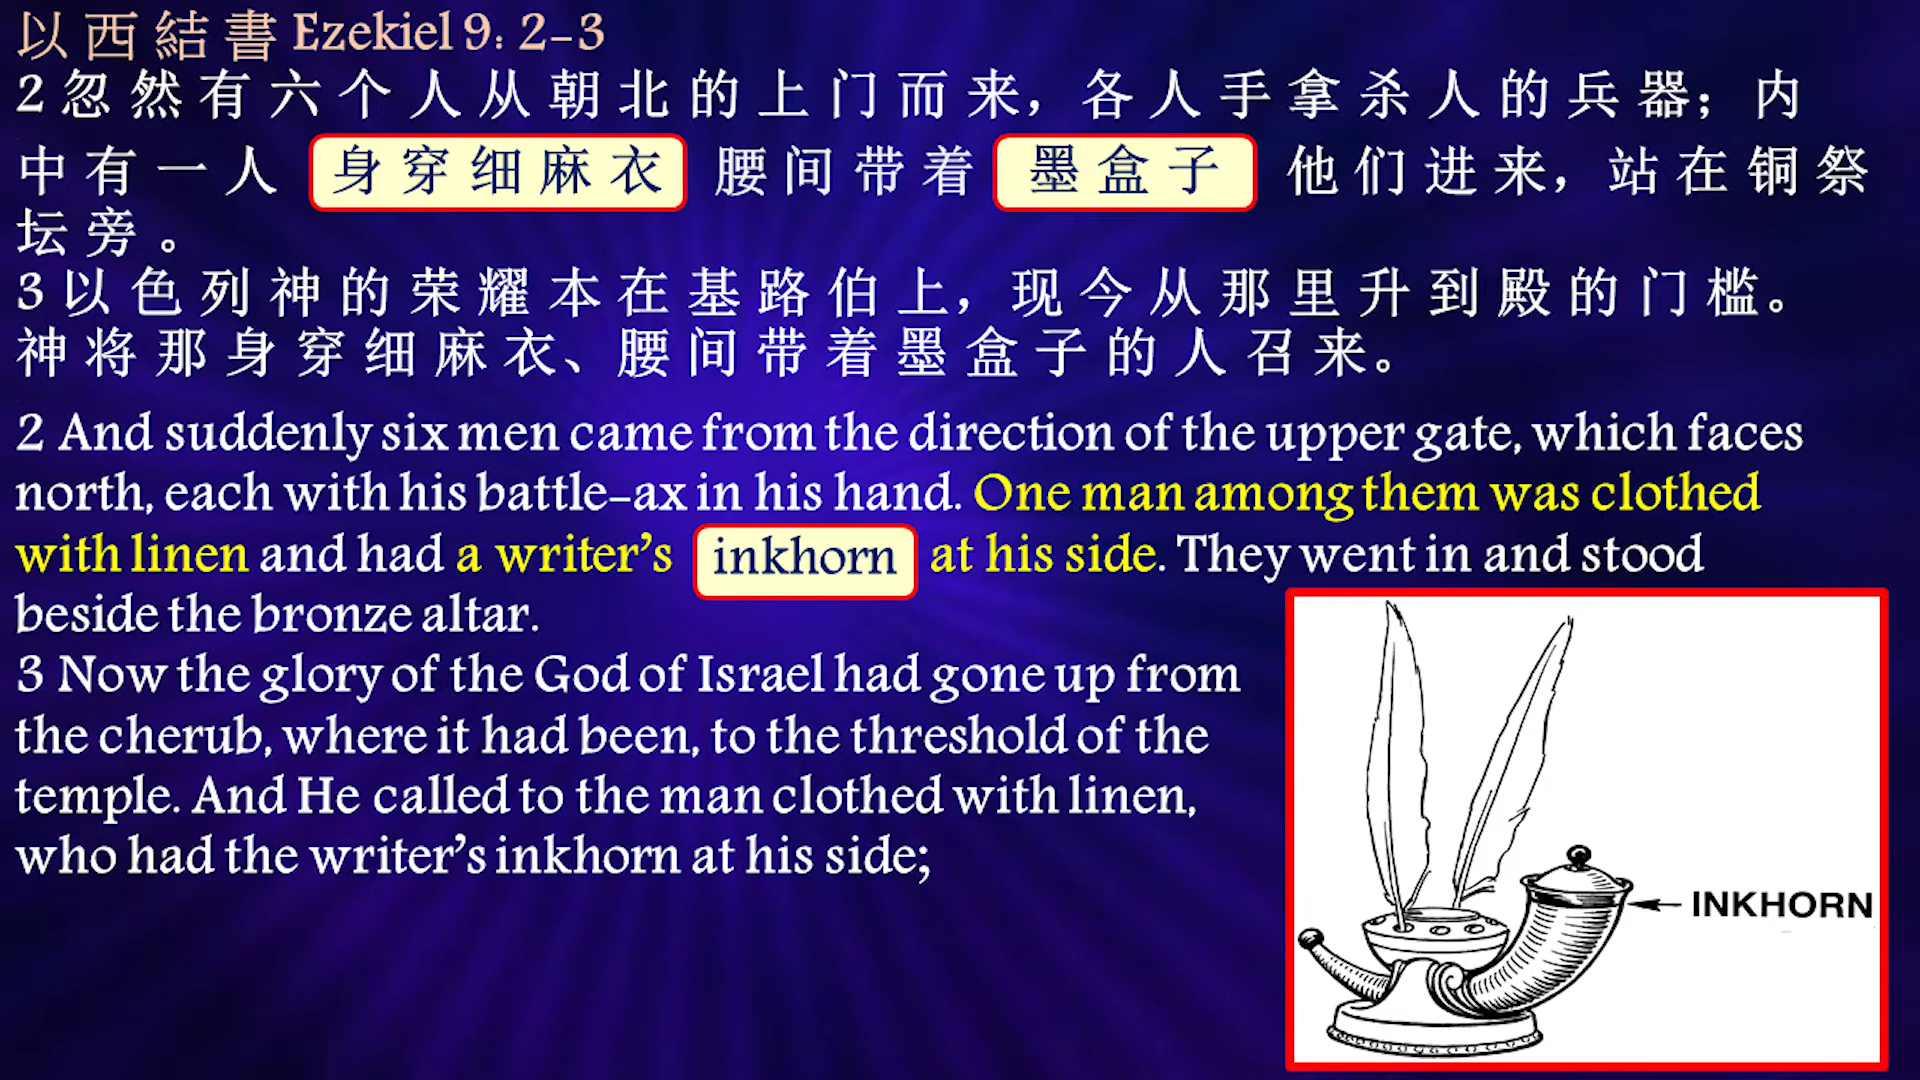 以西結書 Ezekiel 9: 2-3
2 忽然有六个人从朝北的上门而来，各人手拿杀人的兵器；内
中有一人 身穿细麻衣 腰间带着 墨盒子 他们进来，站在铜祭
坛旁。
3 以色列神的荣耀本在基路伯上，现今从那里升到殿的门槛。
神将那身穿细麻衣、腰间带着墨盒子的人召来。
2 And suddenly six men came from the direction of the upper gate, which faces
north, each with his battle-ax in his hand. One man among them was clothed
with linen and had a writer’s inkhorn at his side. They went in and stood
beside the bronze altar.
3 Now the glory of the God of Israel had gone up from
the cherub, where it had been, to the threshold of the
temple. And He called to the man clothed with linen,
who had the writer’s inkhorn at his side;
INKHORN